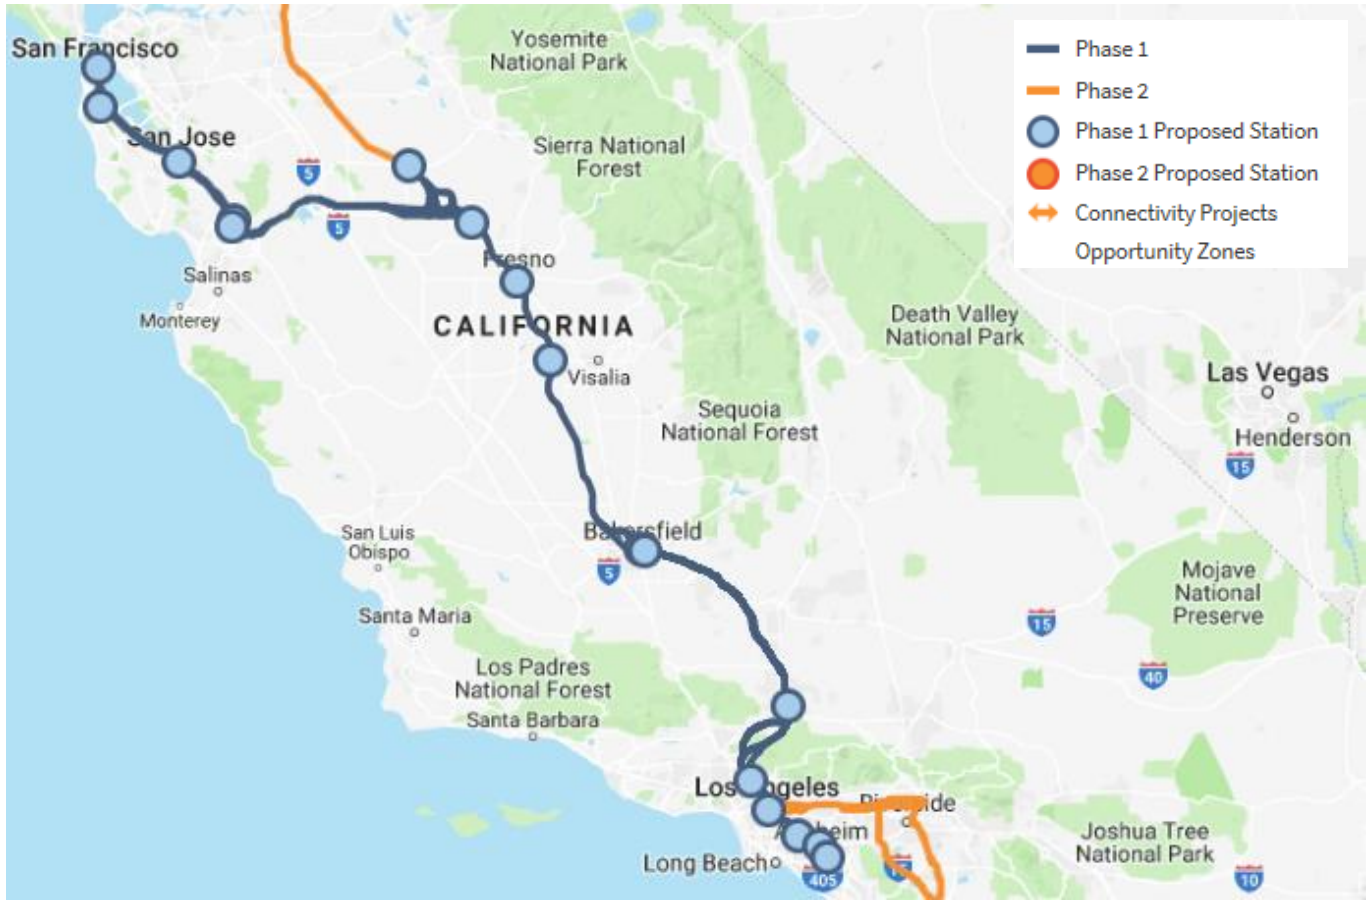 Yosemite
National Park
San Francisco
Phase 1
Phase 2
Phase 1 Proposed Station
Phase 2 Proposed Station
Connectivity Projects
Opportunity Zones
San Jose
Sierra National
Forest
5
5
Salinas
Monterey
Fresno
CALIFORNIA
Visalia
Death Valley
National Park
Las Vegas
Henderson
15
Sequoia
National Forest
San Luis
Obispo
Bakersfield
5
Mojave
National
Preserve
Santa Maria
15
Los Padres
National Forest
40
Santa Barbara
Los Angeles
Riverside
Anaheim
Long Beach
405
15
Joshua Tree
National Park
10